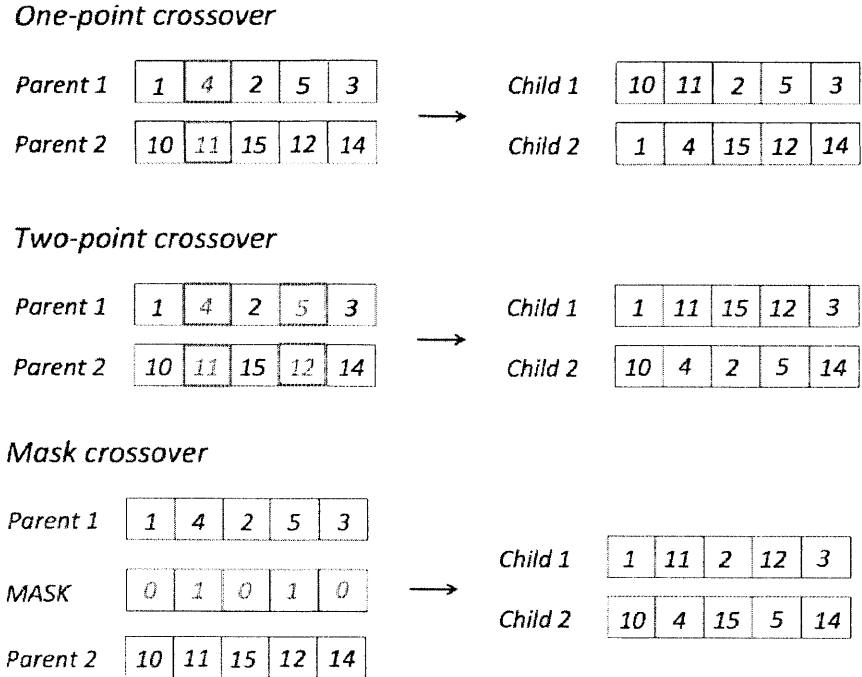 One-point crossover
Parent 1 1 4 2 5 3
Parent 2 10 11 15 12 14
→
Child 1 10 11 2 5 3
Child 2 1 4 15 12 14
Two-point crossover
Parent 1 1 4 2 5 3
Parent 2 10 11 15 12 14
→
Child 1 1 11 15 12 3
Child 2 10 4 2 5 14
Mask crossover
Parent 1 1 4 2 5 3
MASK 0 1 0 1 0
Parent 2 10 11 15 12 14
→
Child 1 1 11 2 12 3
Child 2 10 4 15 5 14